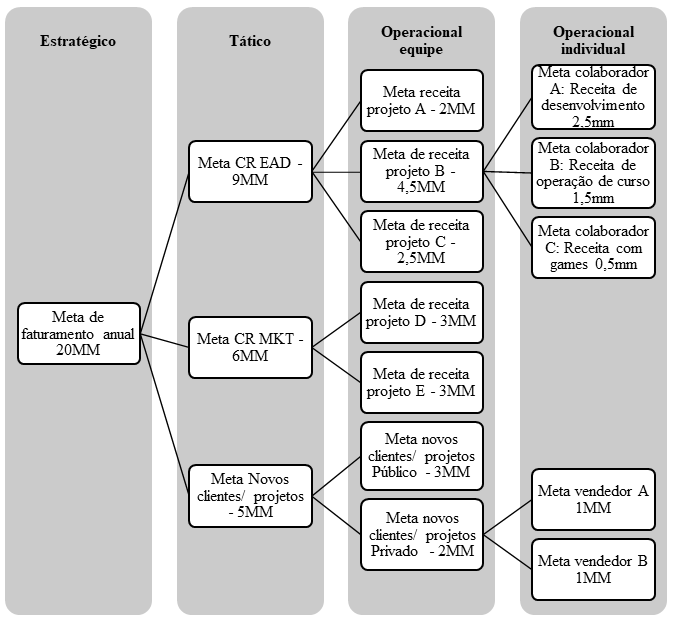 Estratégico
Tático
Operacional
equipe
Operacional
individual
Meta de
faturamento anual
20MM
Meta CR EAD -
9MM
Meta CR MKT -
6MM
Meta Novos
clientes/ projetos
- 5MM
Meta receita
projeto A - 2MM
Meta de receita
projeto B -
4,5MM
Meta de receita
projeto C -
2,5MM
Meta de receita
projeto D - 3MM
Meta de receita
projeto E - 3MM
Meta novos
clientes/ projetos
Público - 3MM
Meta novos
clientes/ projetos
Privado - 2MM
Meta colaborador
A: Receita de
desenvolvimento
2,5mm
Meta colaborador
B: Receita de
operação de curso
1,5mm
Meta colaborador
C: Receita com
games 0,5mm
Meta vendedor A
1MM
Meta vendedor B
1MM